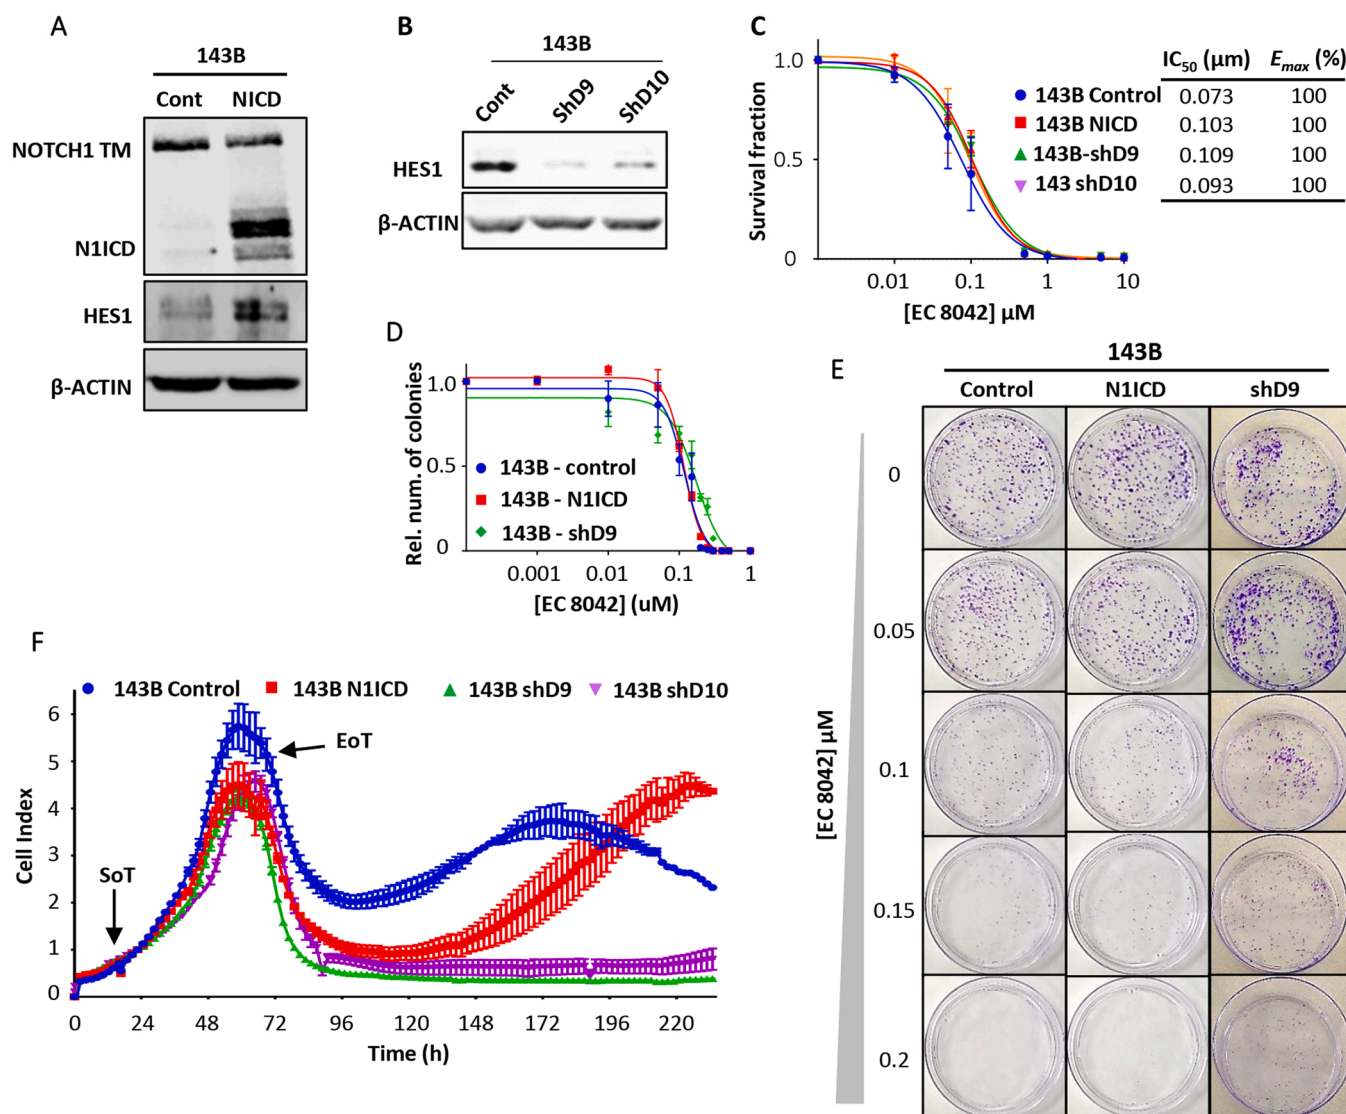 A
143B
Cont NICD
NOTCH1 TM
N1ICD
HES1
β-ACTIN
B
143B
Cont ShD9 ShD10
HES1
β-ACTIN
C
Survival fraction
1.0
0.5
0
0.01 0.1 1 10
[EC 8042] µM
143B Control
143B NICD
143B-shD9
143 shD10
IC50 (µm) Emax (%)
0.073 100
0.103 100
0.109 100
0.093 100
D
Rel. num. of colonies
1.0
0.5
0
143B - control
143B - N1ICD
143B - shD9
0.001 0.01 0.1 1
[EC 8042] (uM)
E
143B
Control N1ICD shD9
[EC 8042] µM
0
0.05
0.1
0.15
0.2
F
143B Control 143B N1ICD 143B shD9 143B shD10
Cell Index
6
5
4
3
2
1
0
SoT
EoT
0 24 48 72 96 120 148 172 196 220
Time (h)